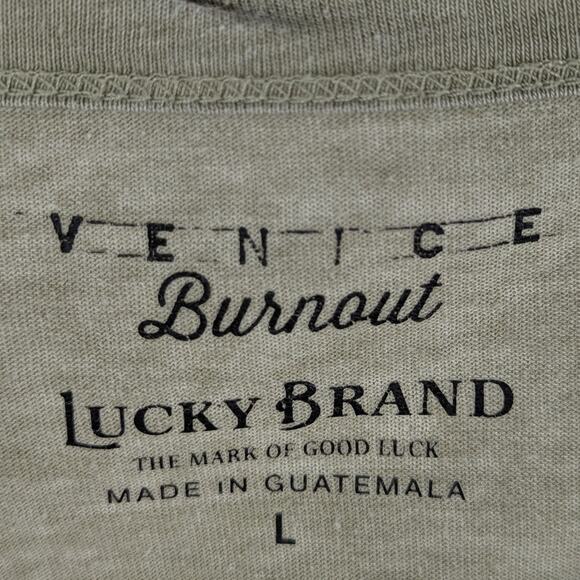 VENICE
Burnout
LUCKY BRAND
THE MARK OF GOOD LUCK
MADE IN GUATEMALA
L